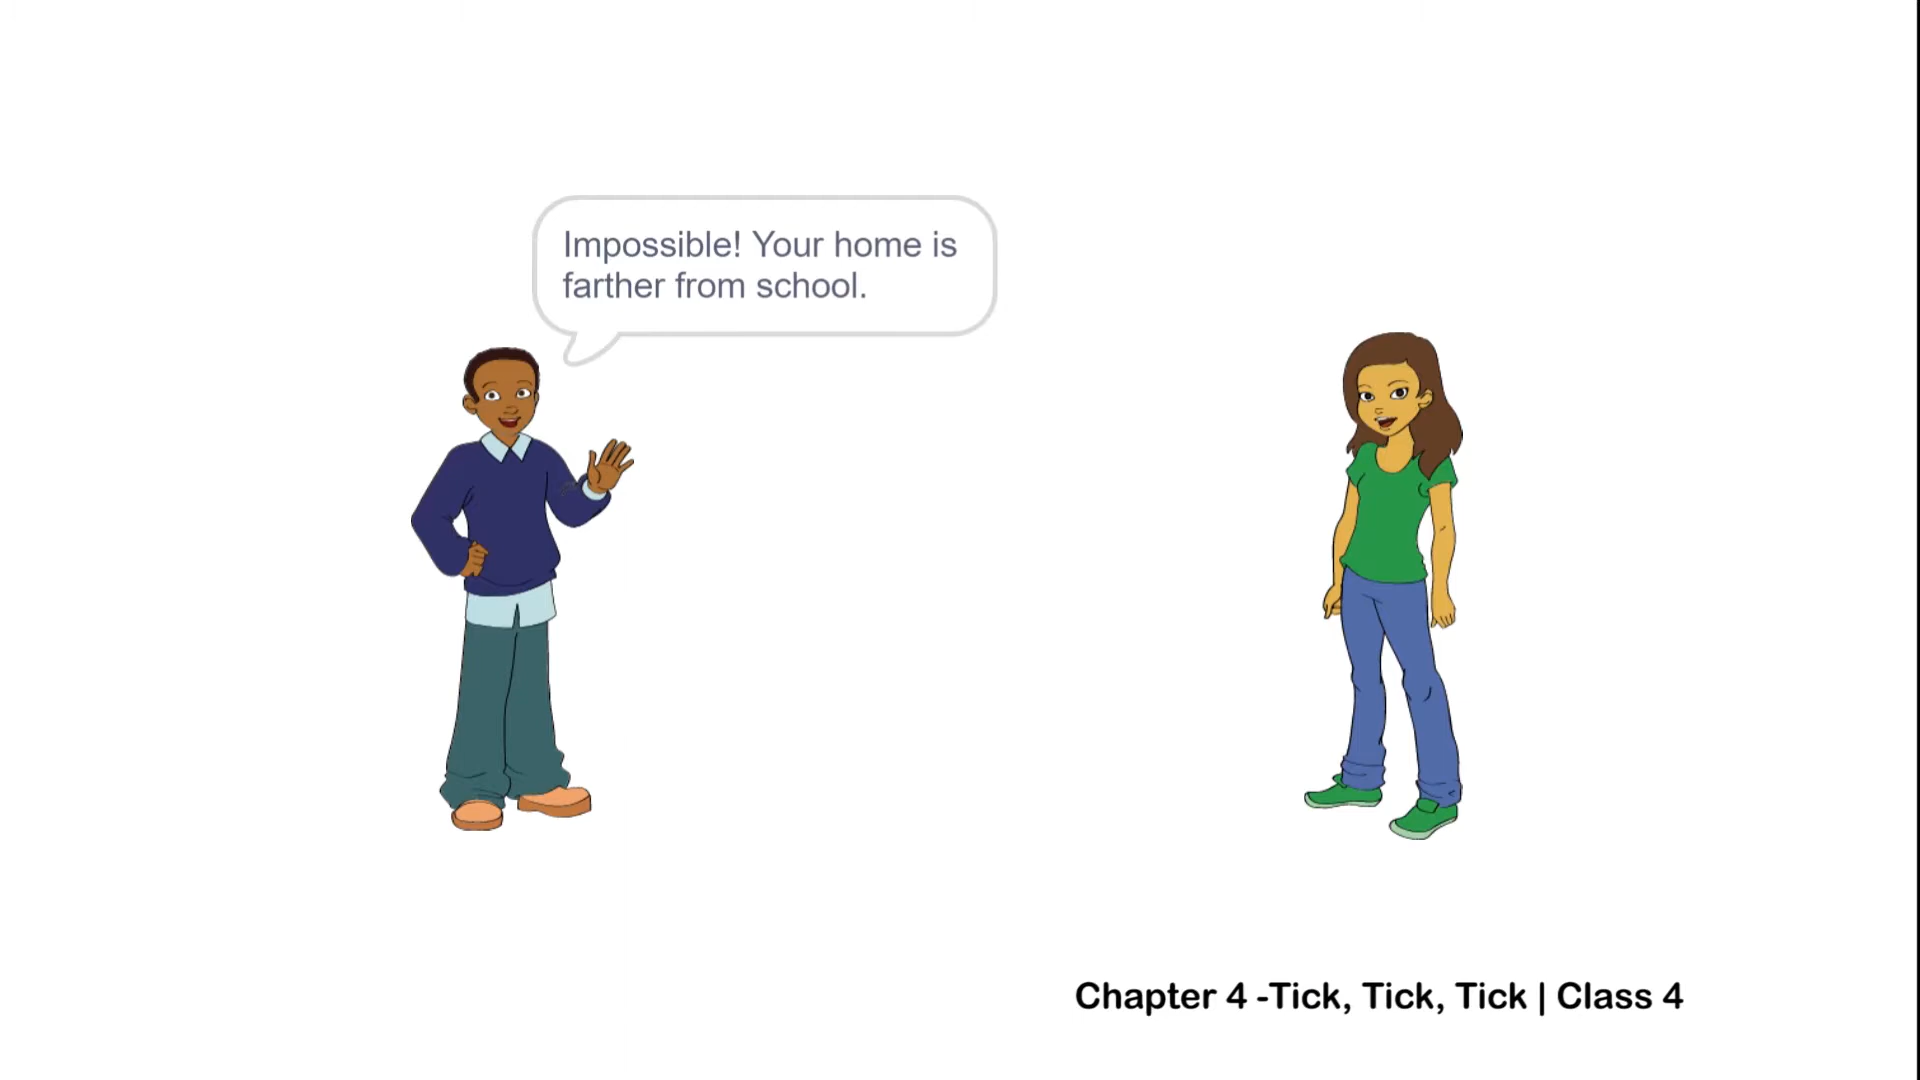 Impossible! Your home is
farther from school.
Chapter 4 -Tick, Tick, Tick | Class 4